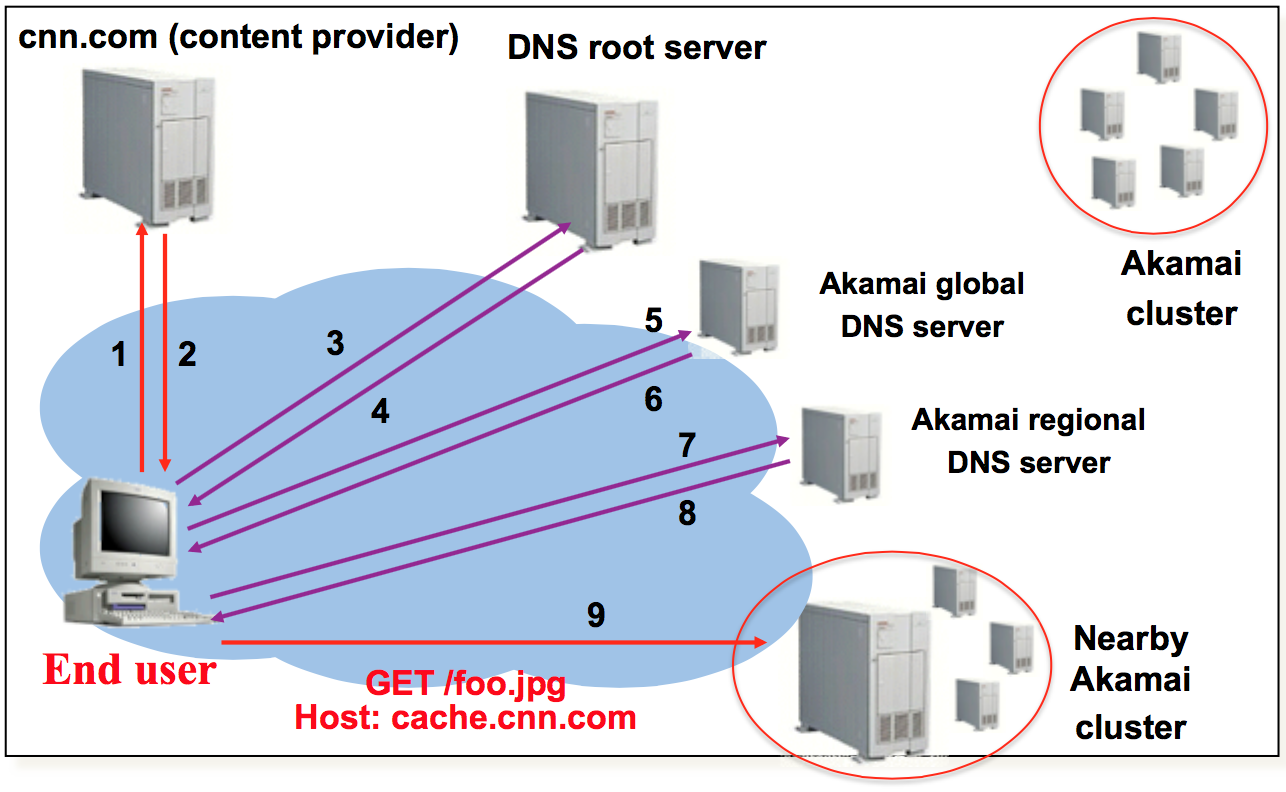 cnn.com (content provider)
DNS root server
Akamai
cluster
Akamai global
DNS server
1
2
3
4
5
6
Akamai regional
DNS server
7
8
9
End user
GET /foo.jpg
Host: cache.cnn.com
Nearby
Akamai
cluster